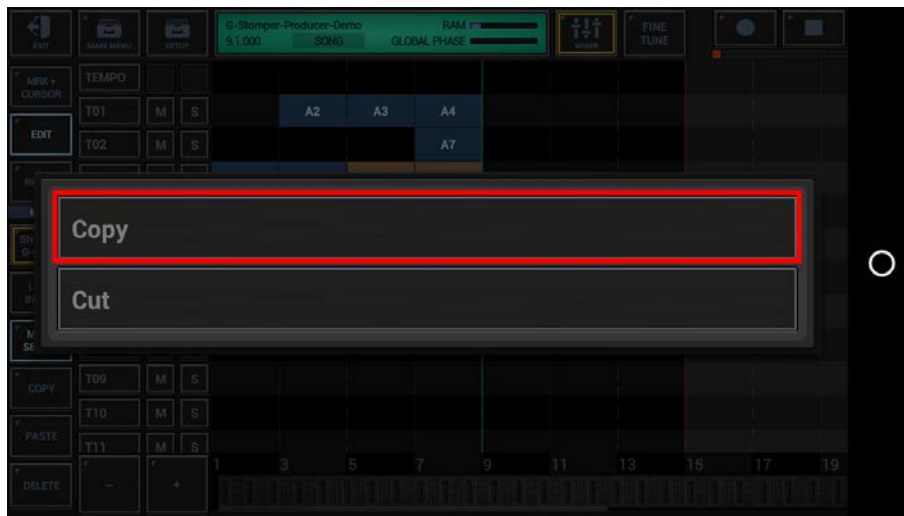 G-Stomper-Producer-Demo RAM
9.1.000 SONG GLOBAL PHASE
EXIT
MAIN MENU
SETUP
MIXER
FINE
TUNE
MRK +
CURSOR
TEMPO
T01 M S A2 A3 A4
EDIT
T02 M S A7
Copy
Cut
T09 M S
COPY
T10 M S
PASTE
T11 M S
1 3 5 7 9 11 13 15 17 19
DELETE - +